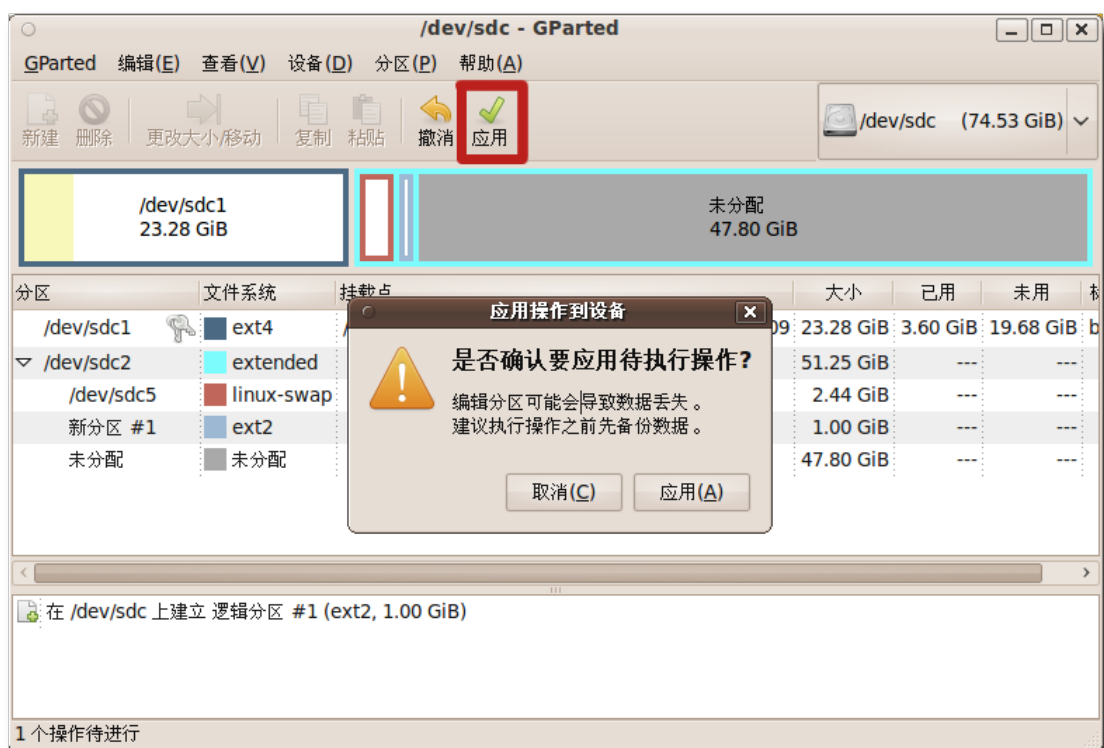 /dev/sdc - GParted
GParted 编辑(E) 查看(V) 设备(D) 分区(P) 帮助(A)
新建 删除 更改大小/移动 复制 粘贴 撤消 应用 /dev/sdc (74.53 GiB)
/dev/sdc1
23.28 GiB
未分配
47.80 GiB
分区 文件系统 挂载点 大小 已用 未用
/dev/sdc1 ext4 / 09 23.28 GiB 3.60 GiB 19.68 GiB b
/dev/sdc2 extended 51.25 GiB --- ---
/dev/sdc5 linux-swap 2.44 GiB --- ---
新分区 #1 ext2 1.00 GiB --- ---
未分配 未分配 47.80 GiB --- ---
应用操作到设备
是否确认要应用待执行操作?
编辑分区可能会导致数据丢失。
建议执行操作之前先备份数据。
取消(C) 应用(A)
在 /dev/sdc 上建立 逻辑分区 #1 (ext2, 1.00 GiB)
1 个操作待进行